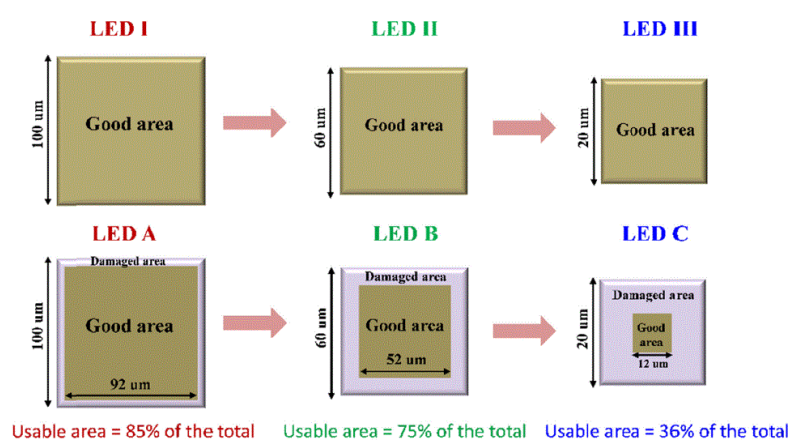 LED I
LED II
LED III
100 um
Good area
60 um
Good area
20 um
Good area
LED A
LED B
LED C
100 um
Damaged area
Good area
92 um
60 um
Damaged area
Good area
52 um
20 um
Damaged area
Good
area
12 um
Usable area = 85% of the total
Usable area = 75% of the total
Usable area = 36% of the total